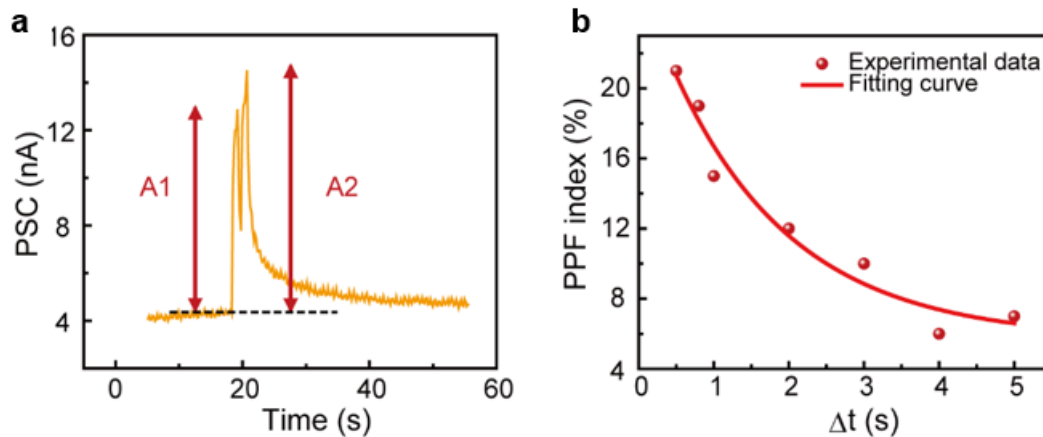 a
16
12
8
4
PSC (nA)
A1
A2
0
20
40
60
Time (s)
b
20
16
12
8
4
PPF index (%)
Experimental data
Fitting curve
0
1
2
3
4
5
Δt (s)